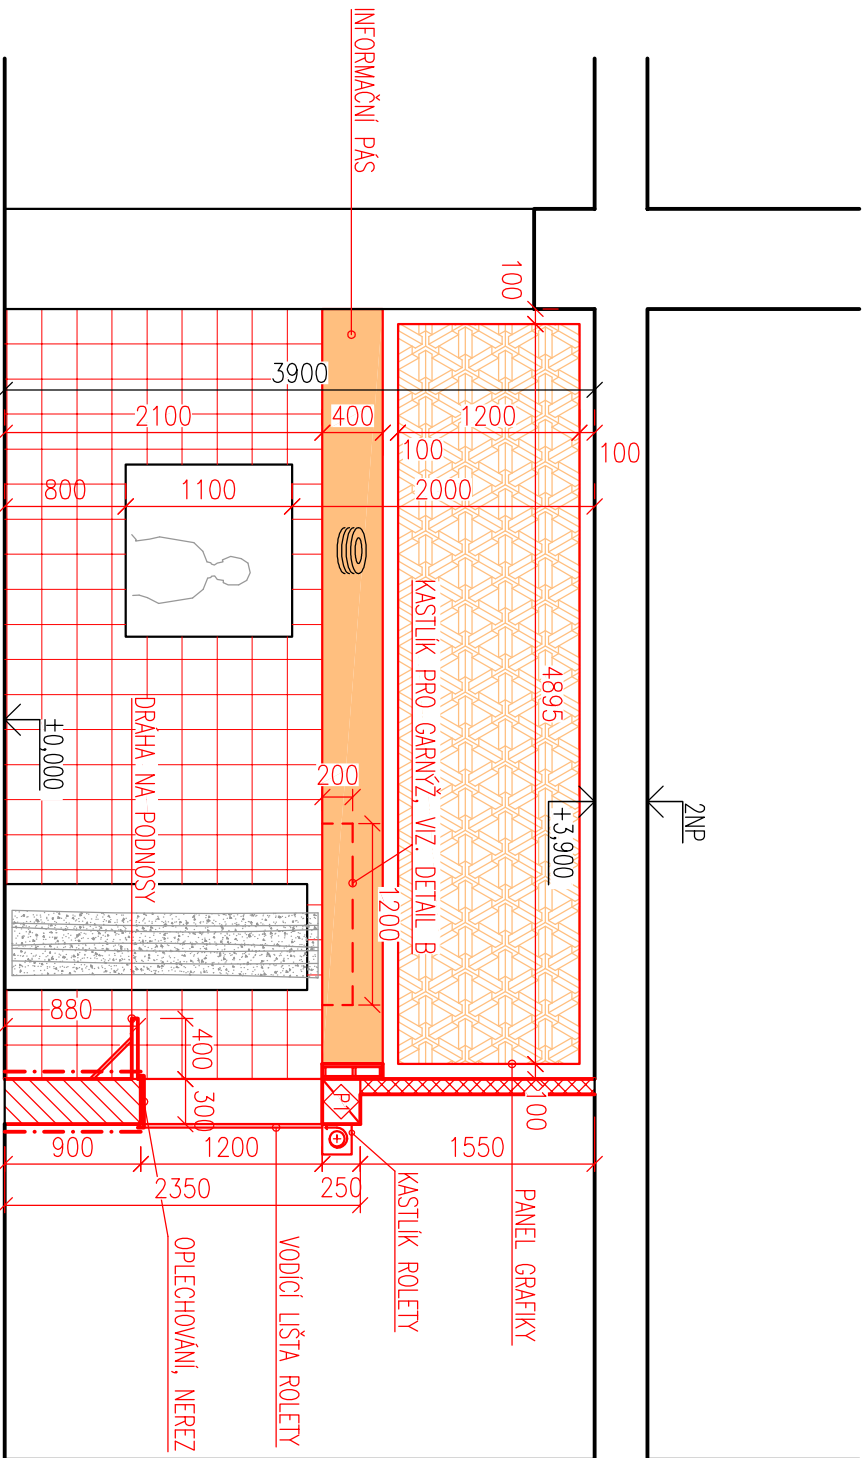 INFORMAČNÍ PÁS
100
3900
2100
400
1200
100
100
800
1100
2000
KASTLÍK PRO GARNÝŽ, VIZ. DETAIL B
4895
DRÁHA NA PODNOSY
±0,000
200
1200
+3,900
2NP
880
400
300
P1
100
900
1200
250
1550
2350
KASTLÍK ROLETY
PANEL GRAFIKY
VODÍCÍ LIŠTA ROLETY
OPLECHOVÁNÍ, NEREZ